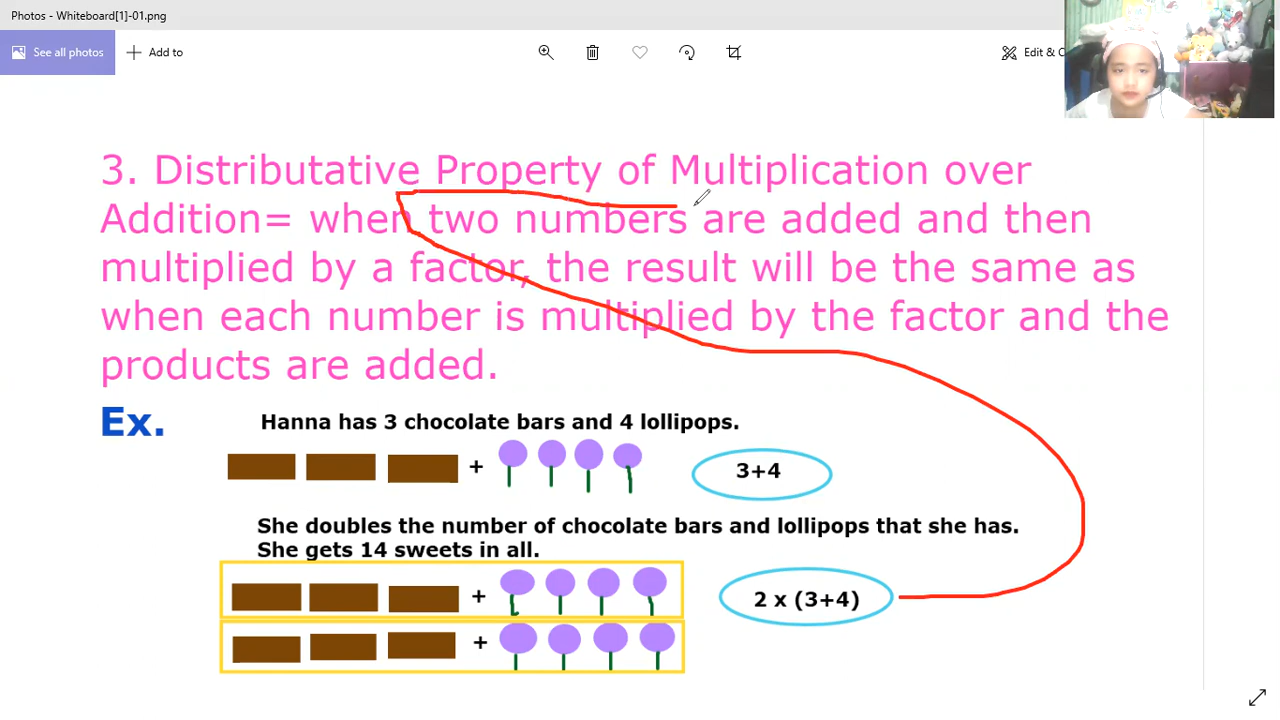 Photos - Whiteboard[1]-01.png
See all photos
Add to
Edit & C
3. Distributative Property of Multiplication over
Addition= when two numbers are added and then
multiplied by a factor, the result will be the same as
when each number is multiplied by the factor and the
products are added.
Ex.
Hanna has 3 chocolate bars and 4 lollipops.
+
3+4
She doubles the number of chocolate bars and lollipops that she has.
She gets 14 sweets in all.
+
2 x (3+4)
+